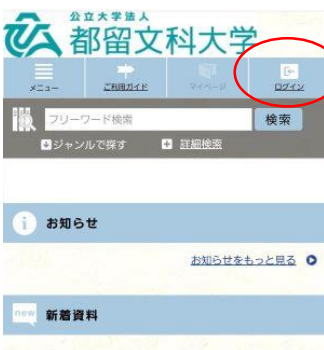 公立大学法人
都留文科大学
メニュー ご利用ガイド マイページ ログイン
フリーワード検索 検索
ジャンルで探す 詳細検索
お知らせ
お知らせをもっと見る
new 新着資料